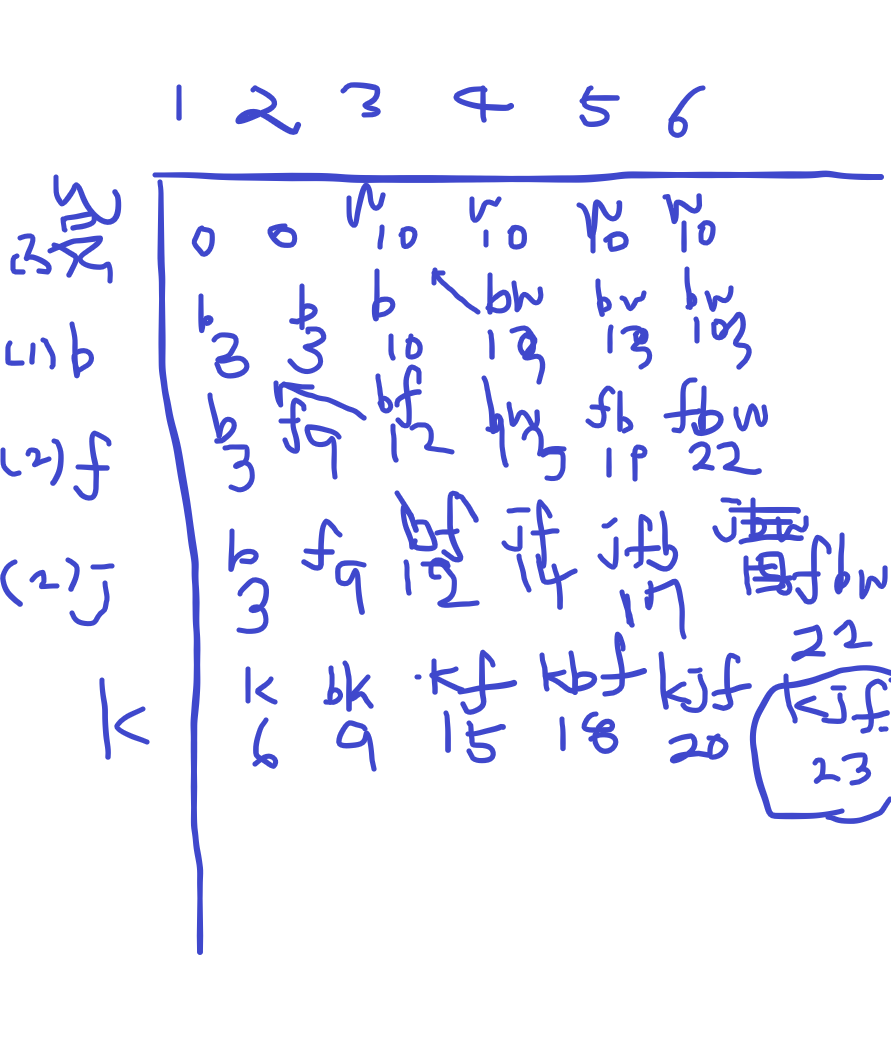 1 2 3 4 5 6
w 0 0 w 10 w 10 w 10 w 10
(3)
(1) b b 3 b 3 b 10 bw 13 bw 13 bw 103
(2) f b 3 f 9 bf 12 bw 13 fb 18 fbw 22
(2) J b 3 f 9 bf 12 Jf 14 Jfb 17 fbw 22
K K 6 bK 9 Kf 15 Kbf 18 KJf 20 KJf 23